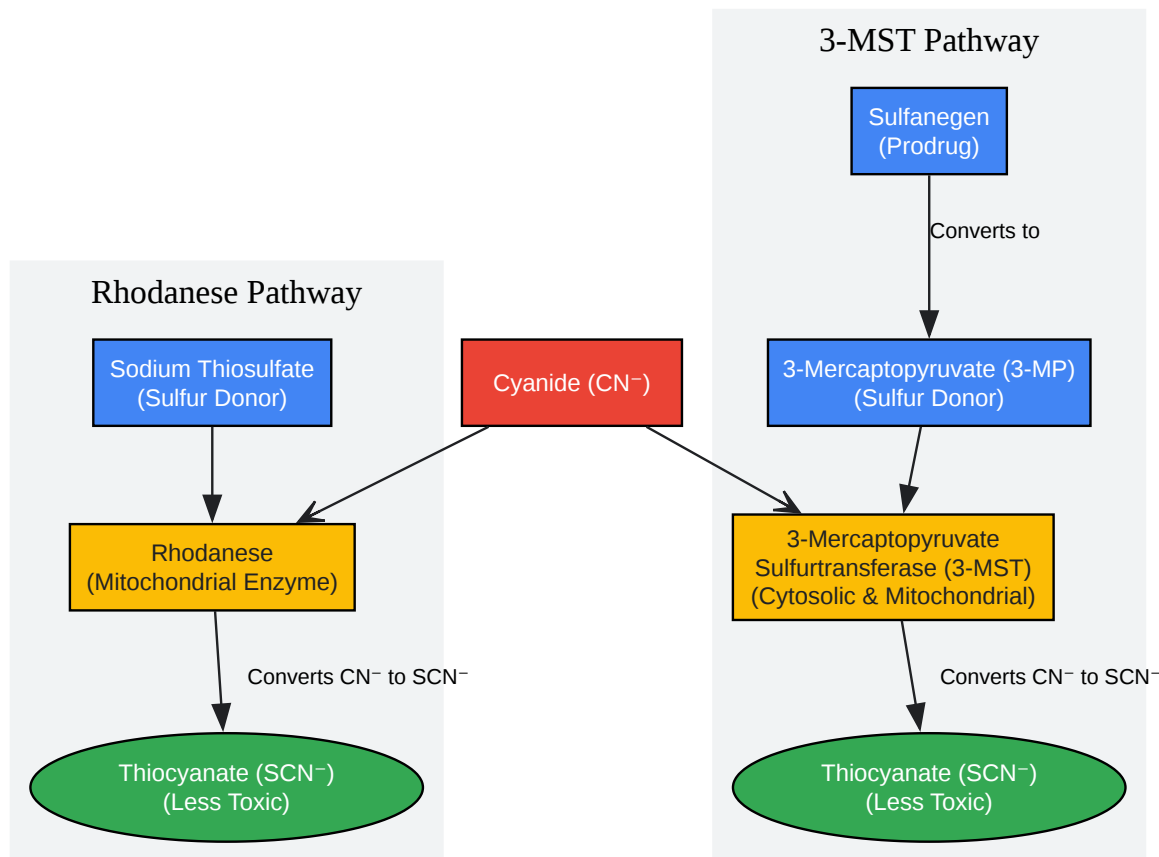 3-MST Pathway
Sulfanegen
(Prodrug)
Converts to
Rhodanese Pathway
Sodium Thiosulfate
(Sulfur Donor)
Cyanide (CN⁻)
3-Mercaptopyruvate (3-MP)
(Sulfur Donor)
Rhodanese
(Mitochondrial Enzyme)
3-Mercaptopyruvate
Sulfurtransferase (3-MST)
(Cytosolic & Mitochondrial)
Converts CN⁻ to SCN⁻
Converts CN⁻ to SCN⁻
Thiocyanate (SCN⁻)
(Less Toxic)
Thiocyanate (SCN⁻)
(Less Toxic)